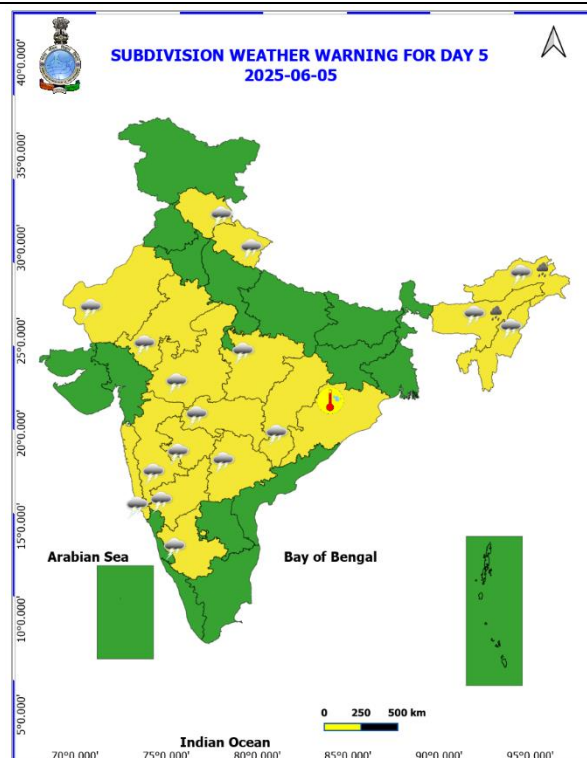 SUBDIVISION WEATHER WARNING FOR DAY 5
2025-06-05
40°0.000'
35°0.000'
30°0.000'
25°0.000'
20°0.000'
15°0.000'
10°0.000'
5°0.000'
Arabian Sea
Bay of Bengal
0 250 500 km
Indian Ocean
70°0.000' 75°0.000' 80°0.000' 85°0.000' 90°0.000' 95°0.000'